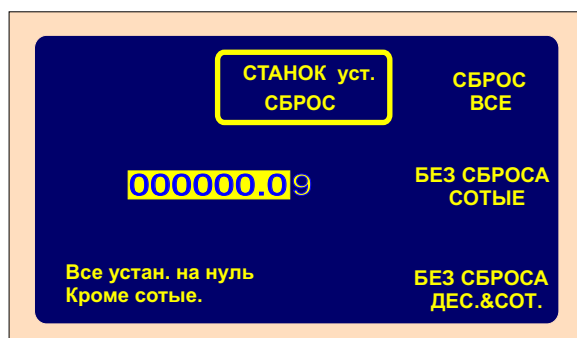 СТАНОК уст.
СБРОС
СБРОС
ВСЕ
000000.09
БЕЗ СБРОСА
СОТЫЕ
Все устан. на нуль
Кроме сотые.
БЕЗ СБРОСА
ДЕС.&СОТ.